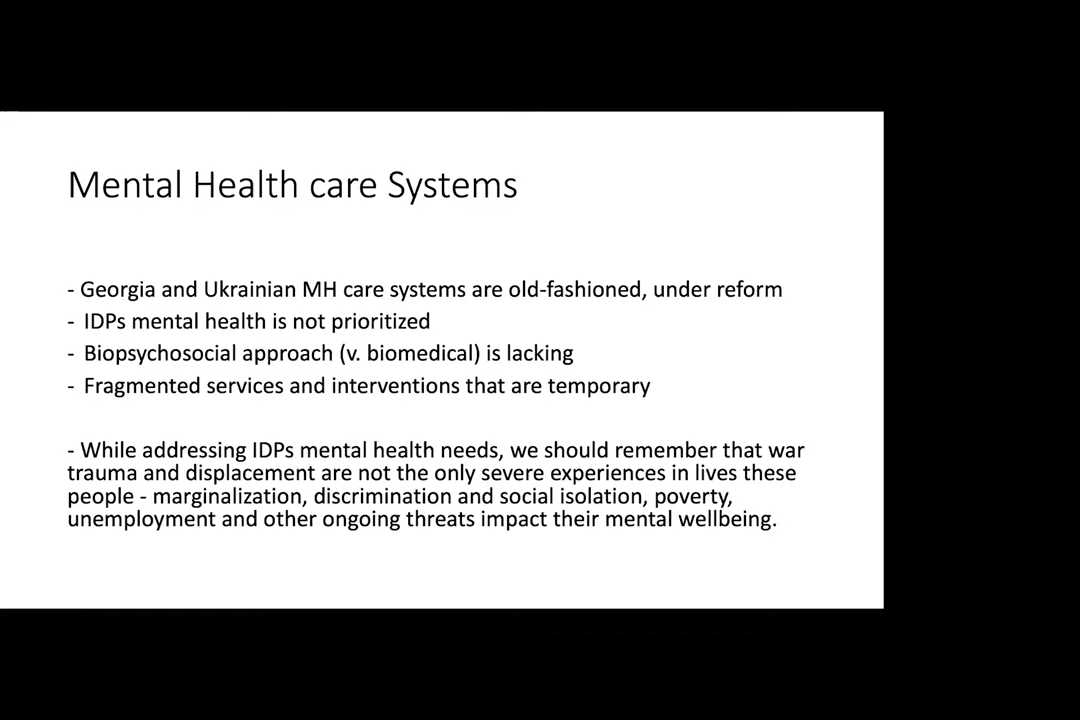 Mental Health care Systems
- Georgia and Ukrainian MH care systems are old-fashioned, under reform
- IDPs mental health is not prioritized
- Biopsychosocial approach (v. biomedical) is lacking
- Fragmented services and interventions that are temporary
- While addressing IDPs mental health needs, we should remember that war
trauma and displacement are not the only severe experiences in lives these
people - marginalization, discrimination and social isolation, poverty,
unemployment and other ongoing threats impact their mental wellbeing.